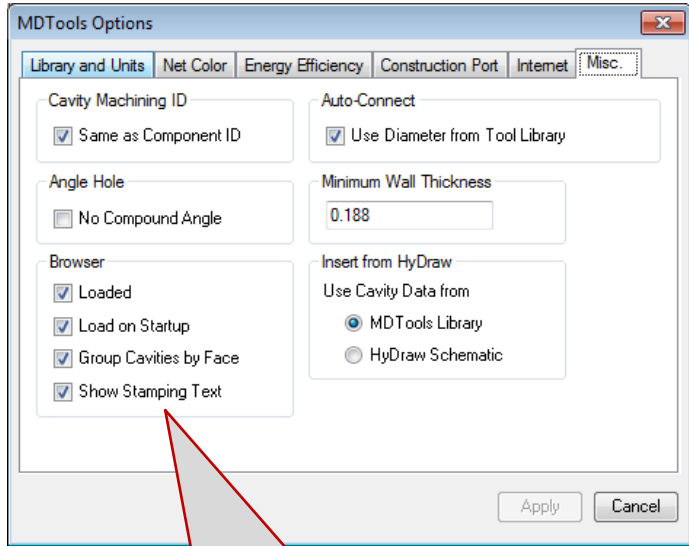 MDTools Options
Library and Units Net Color Energy Efficiency Construction Port Internet Misc.
Cavity Machining ID
Same as Component ID
Auto-Connect
Use Diameter from Tool Library
Angle Hole
No Compound Angle
Minimum Wall Thickness
0.188
Browser
Loaded
Load on Startup
Group Cavities by Face
Show Stamping Text
Insert from HyDraw
Use Cavity Data from
MDTools Library
HyDraw Schematic
Apply Cancel